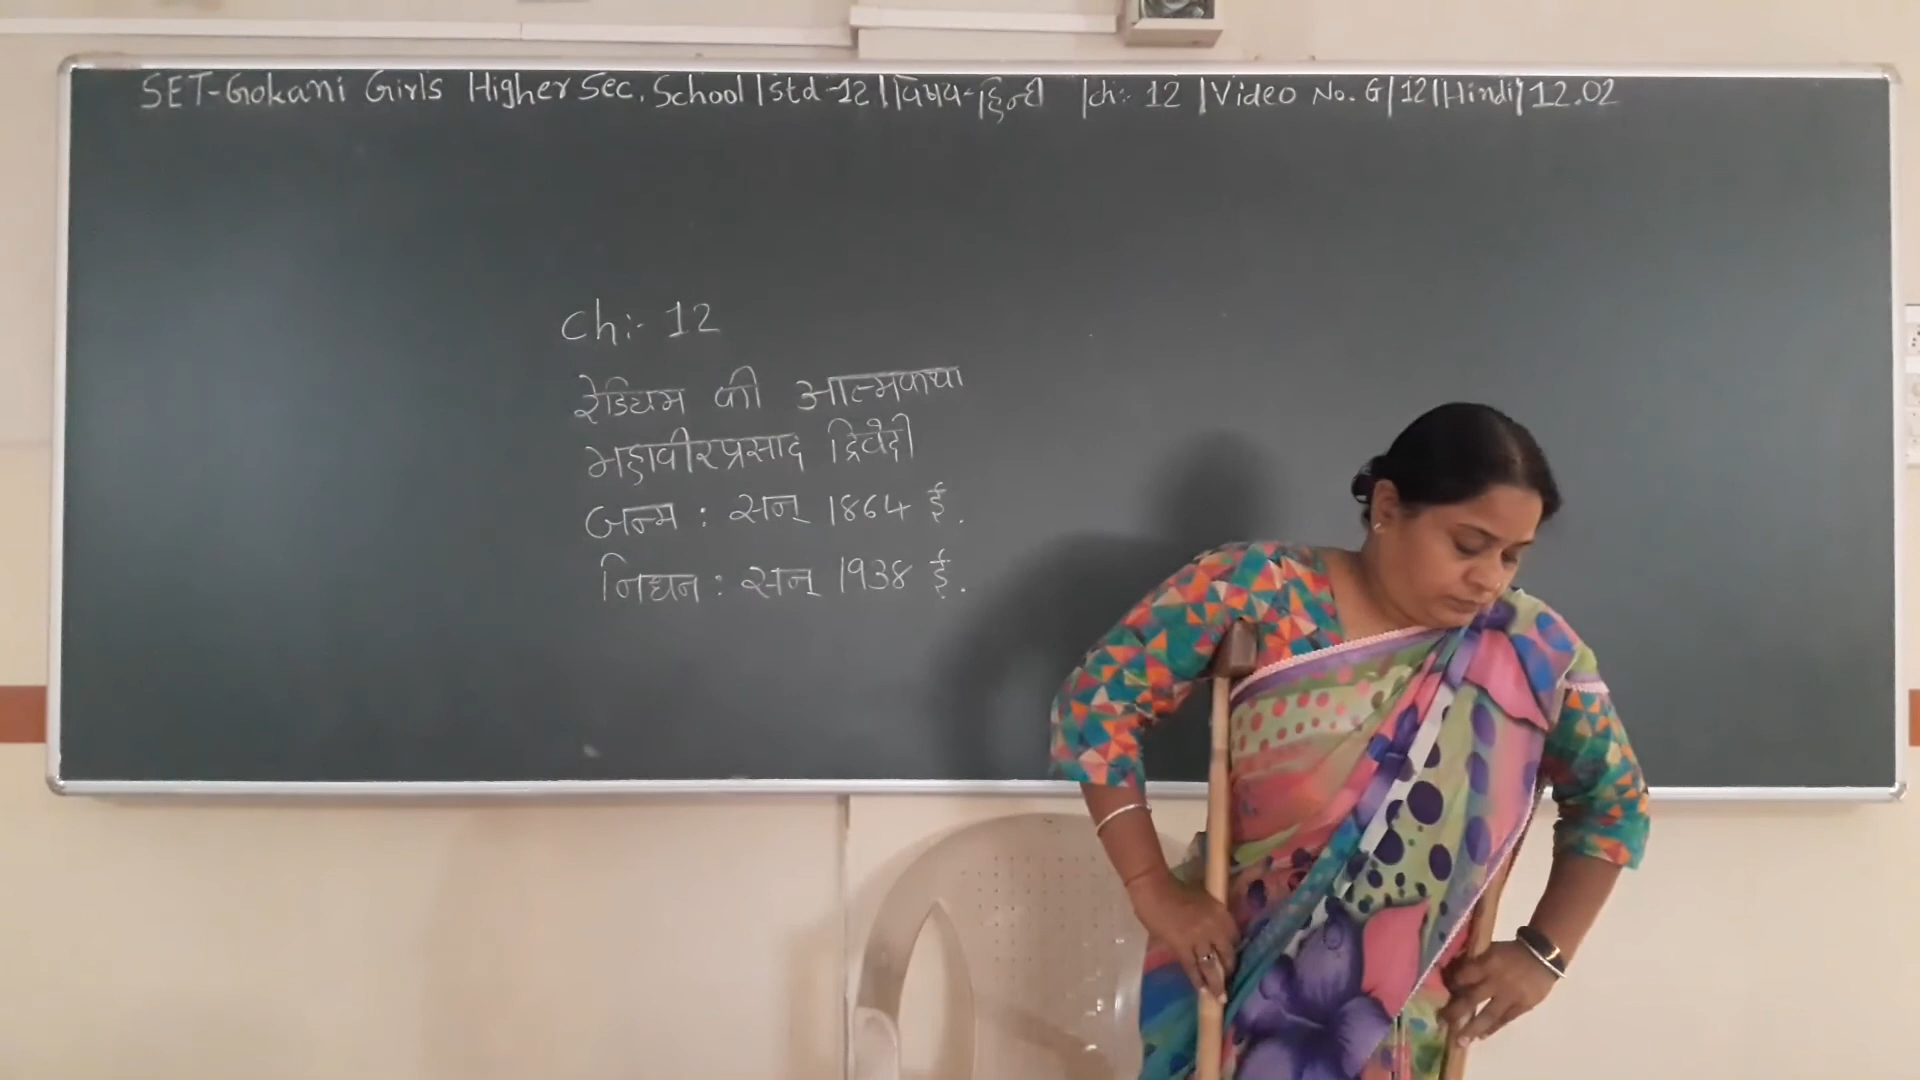 SET-Gokani Girls Higher Sec. School | std-12 | विषय-हिन्दी | ch:- 12 | Video No. G|12|Hindi|12.02
Ch:- 12
रेडियम की आत्मकथा
महावीरप्रसाद द्विवेदी
जन्म : सन् 1864 ई.
निधन : सन् 1938 ई.